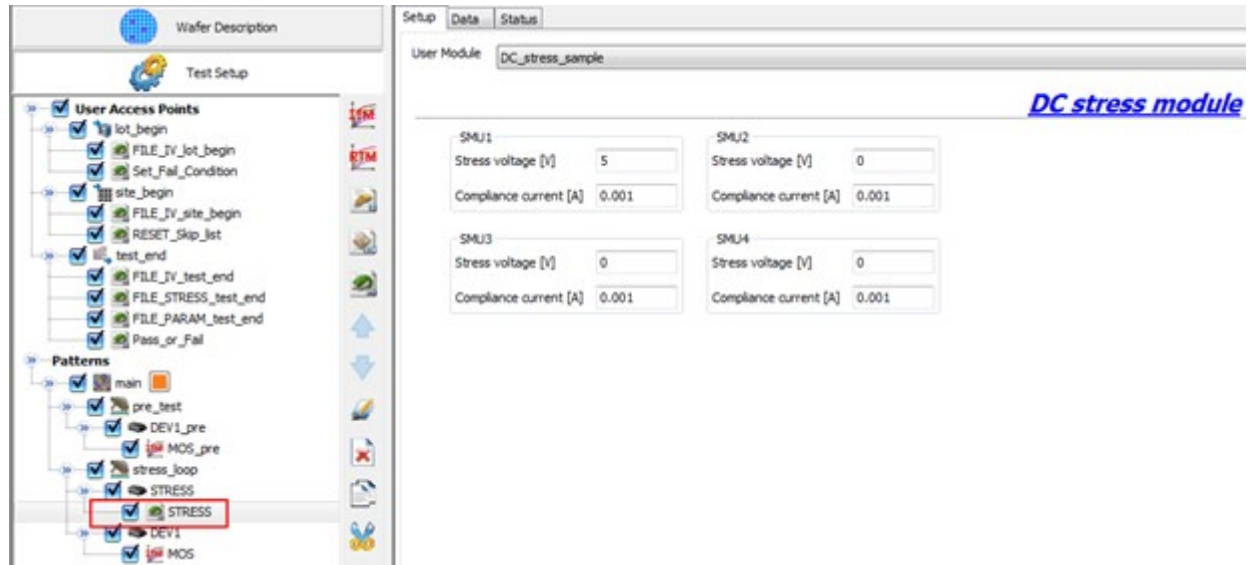 Wafer Description
Test Setup
User Access Points
lot_begin
FILE_IV_lot_begin
Set_Fail_Condition
site_begin
FILE_IV_site_begin
RESET_Skip_list
test_end
FILE_IV_test_end
FILE_STRESS_test_end
FILE_PARAM_test_end
Pass_or_Fail
Patterns
main
pre_test
DEV1_pre
MOS_pre
stress_loop
STRESS
STRESS
DEV1
MOS
ITM
RTM
Setup Data Status
User Module DC_stress_sample
DC stress module
SMU1
Stress voltage [V] 5
Compliance current [A] 0.001
SMU2
Stress voltage [V] 0
Compliance current [A] 0.001
SMU3
Stress voltage [V] 0
Compliance current [A] 0.001
SMU4
Stress voltage [V] 0
Compliance current [A] 0.001